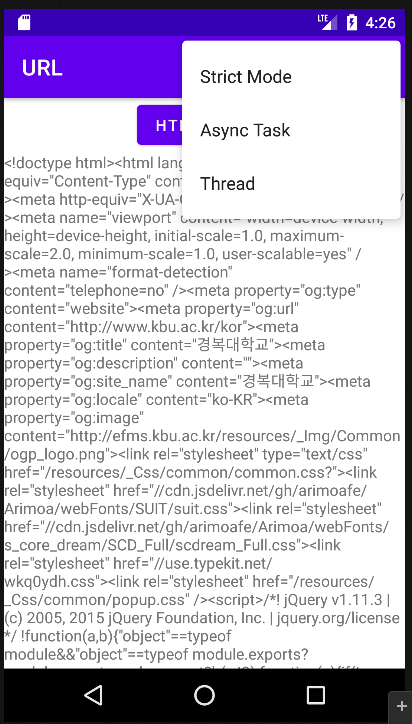 LTE 4:26
URL
Strict Mode
Async Task
Thread
<!doctype html><html lang
equiv="Content-Type"
><meta http-equiv="X-UA-
><meta name="viewport" content="width=device-width,
height=device-height, initial-scale=1.0, maximum-
scale=2.0, minimum-scale=1.0, user-scalable=yes" /
><meta name="format-detection"
content="telephone=no" /><meta property="og:type"
content="website"><meta property="og:url"
content="http://www.kbu.ac.kr/kor"><meta
property="og:title" content="경복대학교"><meta
property="og:description" content=""><meta
property="og:site_name" content="경복대학교"><meta
property="og:locale" content="ko-KR"><meta
property="og:image"
content="http://efms.kbu.ac.kr/resources/_Img/Common
/ogp_logo.png"><link rel="stylesheet" type="text/css"
href="/resources/_Css/common/common.css?"><link
rel="stylesheet" href="//cdn.jsdelivr.net/gh/arimoafe/
Arimoa/webFonts/SUIT/suit.css"><link rel="stylesheet"
href="//cdn.jsdelivr.net/gh/arimoafe/Arimoa/webFonts/
s_core_dream/SCD_Full/scdream_Full.css"><link
rel="stylesheet" href="//use.typekit.net/
wkq0ydh.css"><link rel="stylesheet" href="/resources/
_Css/common/popup.css" /><script>/*! jQuery v1.11.3 |
(c) 2005, 2015 jQuery Foundation, Inc. | jquery.org/license
*/ !function(a,b){"object"==typeof
module&&"object"==typeof module.exports?